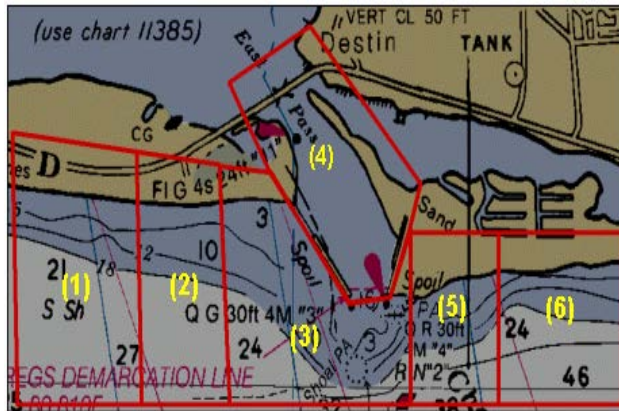 (use chart 11385)
VERT CL 50 FT
Destin
TANK
East Pass
CG
(4)
D
Fl G 4s 24ft "1"
Sand
3
Spoil
12
18
10
21
S Sh
(1)
(2)
Q G 30ft 4M "3"
(3)
Spoil
PA
(5)
(6)
Q R 30ft
4M "4"
R N "2"
3
24
24
27
Shoal PA
46
REGS DEMARCATION LINE